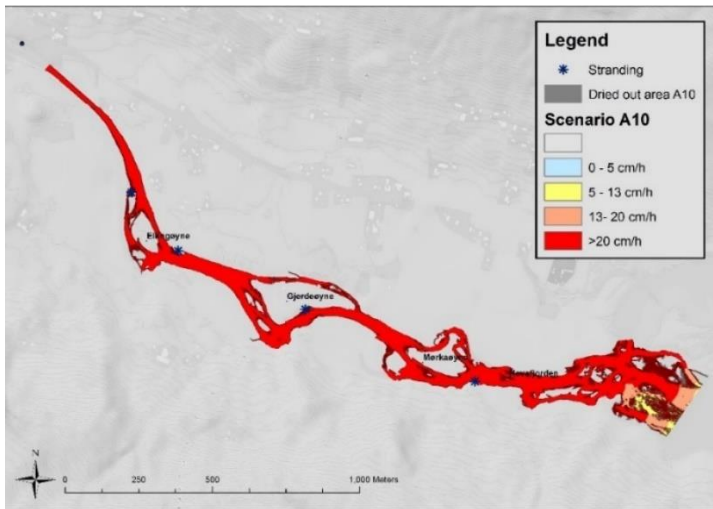 Legend
Stranding
Dried out area A10
Scenario A10
0 - 5 cm/h
5 - 13 cm/h
13- 20 cm/h
>20 cm/h
Gjerdeøyne
N
0 250 500 1,000 Meters